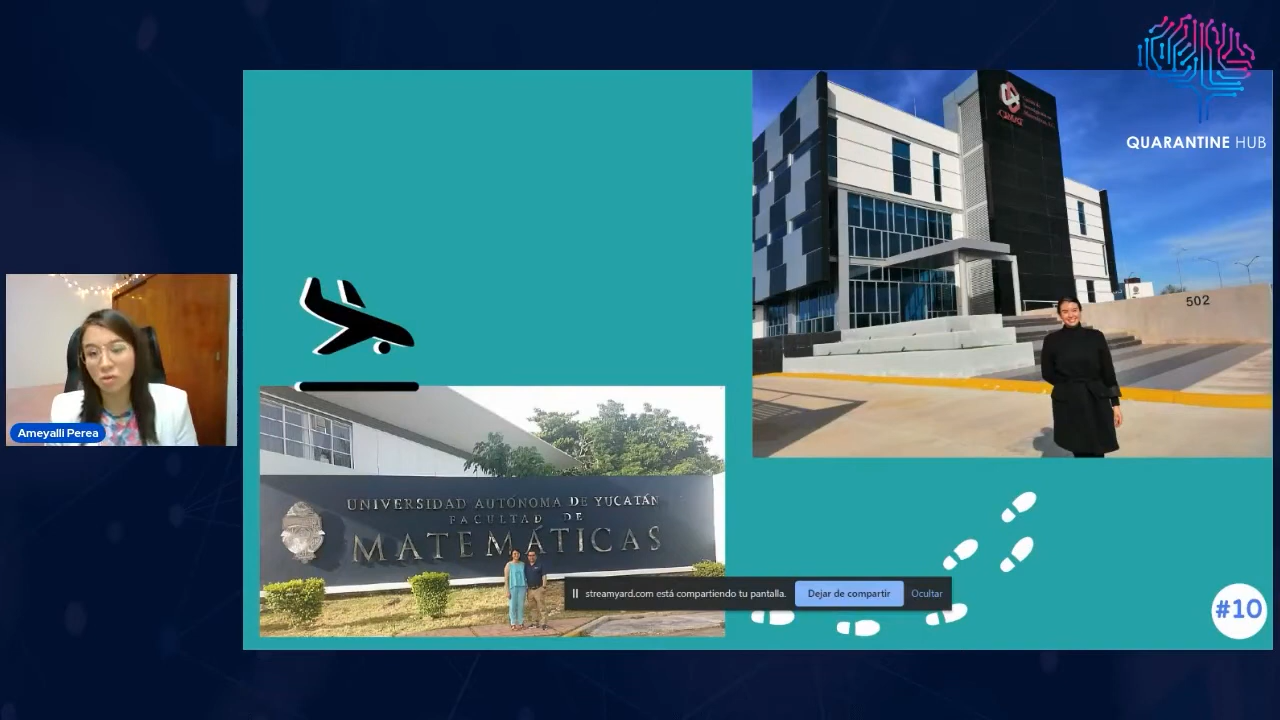 QUARANTINE HUB
CIMAT
502
Ameyalli Perea
UNIVERSIDAD AUTÓNOMA DE YUCATÁN
FACULTAD DE
MATEMÁTICAS
streamyard.com está compartiendo tu pantalla.
Dejar de compartir
Ocultar
#10